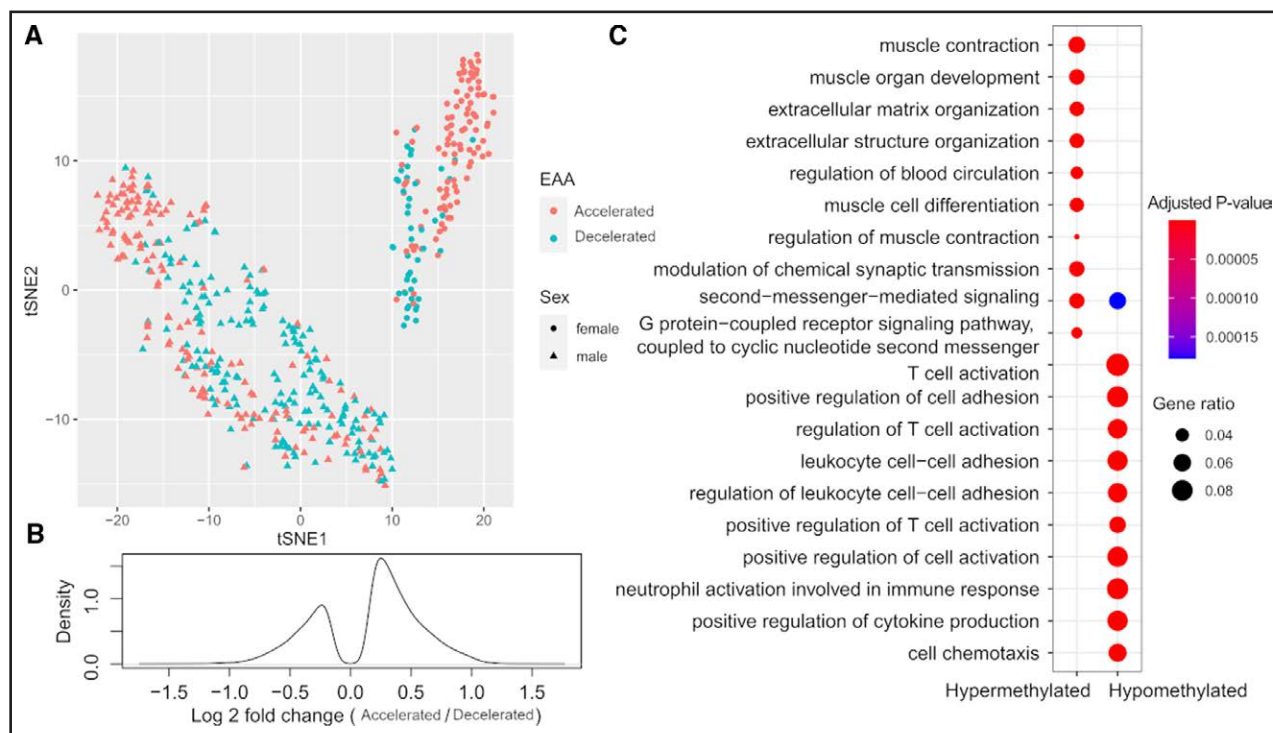 A
10
0
−10
tSNE2
−20
−10
0
10
20
tSNE1
EAA
Accelerated
Decelerated
Sex
female
male
B
Density
1.0
0.0
−1.5
−1.0
−0.5
0.0
0.5
1.0
1.5
Log 2 fold change ( Accelerated / Decelerated )
C
muscle contraction
muscle organ development
extracellular matrix organization
extracellular structure organization
regulation of blood circulation
muscle cell differentiation
regulation of muscle contraction
modulation of chemical synaptic transmission
second−messenger−mediated signaling
G protein−coupled receptor signaling pathway,
coupled to cyclic nucleotide second messenger
T cell activation
positive regulation of cell adhesion
regulation of T cell activation
leukocyte cell−cell adhesion
regulation of leukocyte cell−cell adhesion
positive regulation of T cell activation
positive regulation of cell activation
neutrophil activation involved in immune response
positive regulation of cytokine production
cell chemotaxis
Hypermethylated
Hypomethylated
Adjusted P-value
0.00005
0.00010
0.00015
Gene ratio
0.04
0.06
0.08